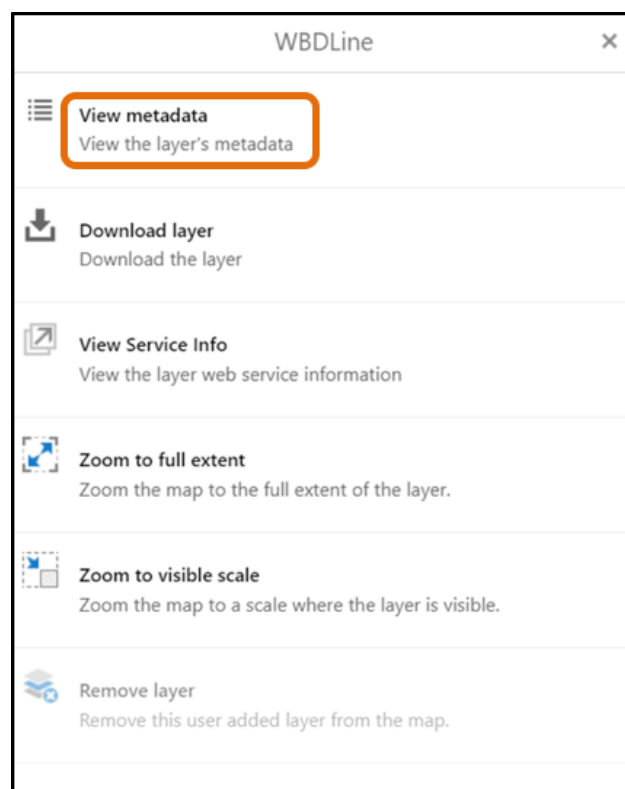 WBDLine
View metadata
View the layer's metadata
Download layer
Download the layer
View Service Info
View the layer web service information
Zoom to full extent
Zoom the map to the full extent of the layer.
Zoom to visible scale
Zoom the map to a scale where the layer is visible.
Remove layer
Remove this user added layer from the map.